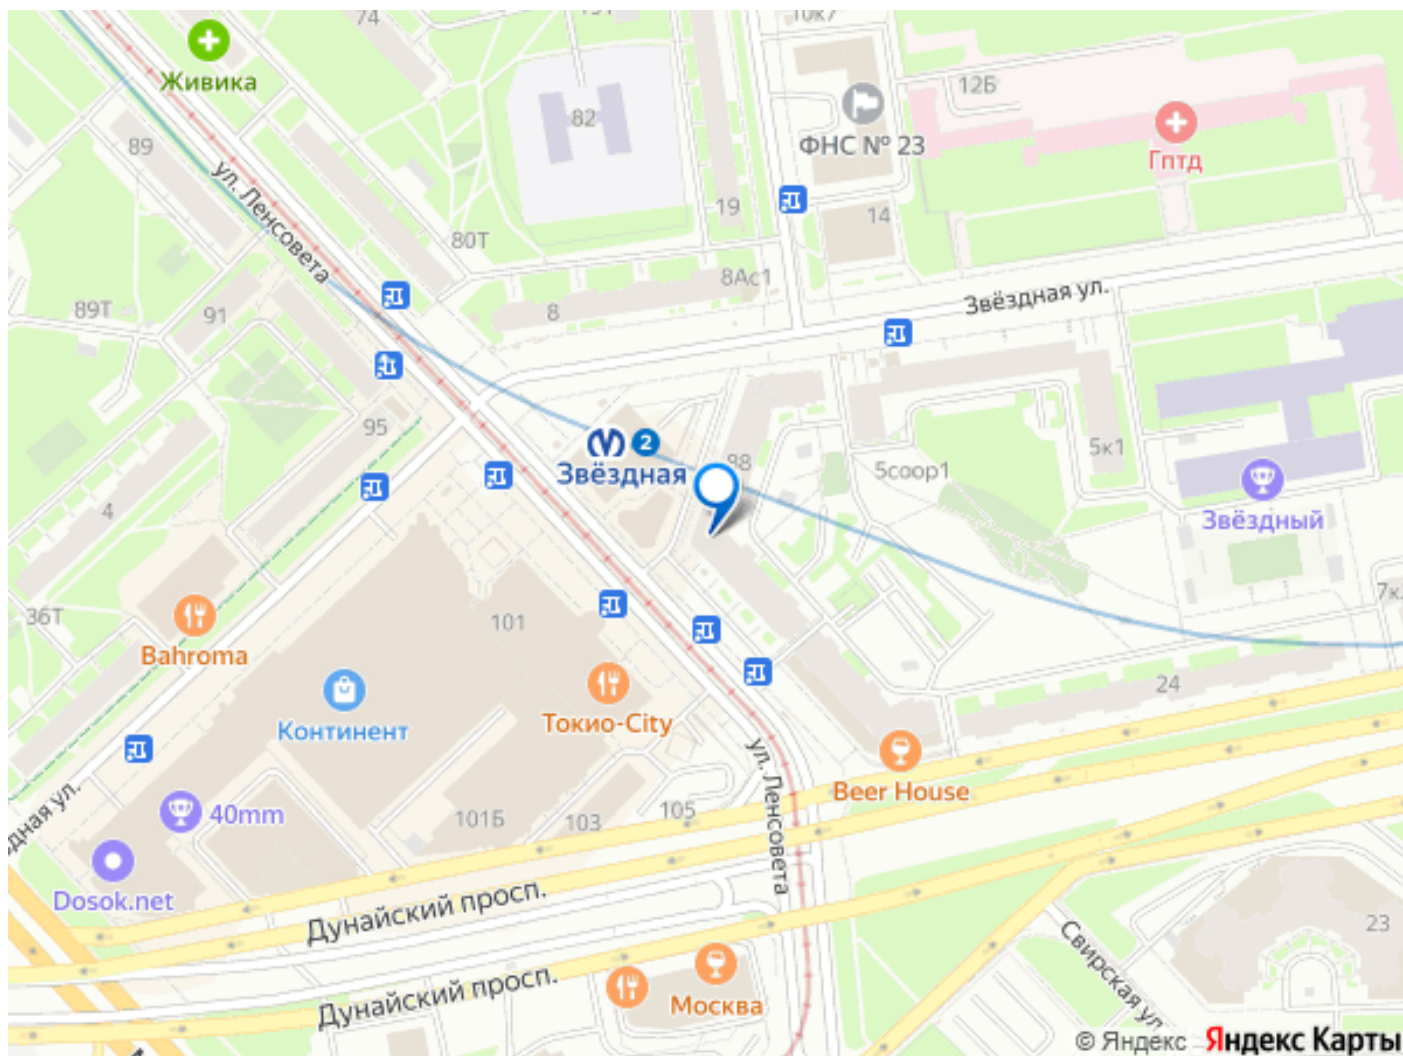 74
10к7
Живика
12Б
82
ФНС № 23
Гптд
89
ул. Ленсовета
19
14
80Т
8Ас1
Звёздная ул.
89Т
91
8
95
2
Звёздная
98
5к1
5соор1
4
Звёздный
36Т
101
7к
Bahroma
24
Континент
Токио-City
ул. Ленсовета
Beer House
40mm
101Б
103
105
дная ул.
Dosok.net
Дунайский просп.
23
Свирская ул.
Дунайский просп.
Москва
© Яндекс Яндекс Карты